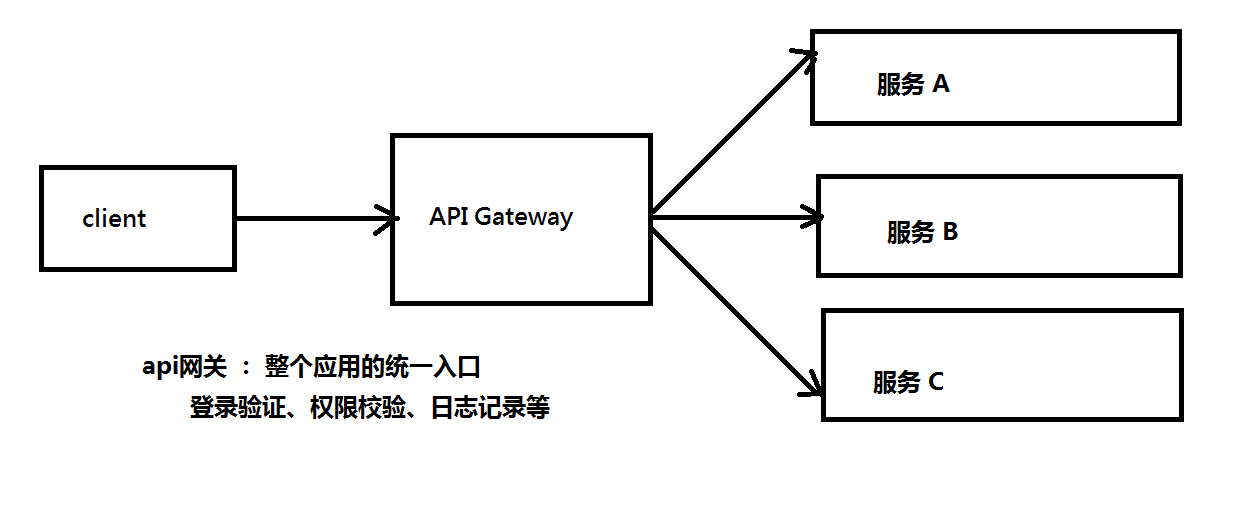 服务 A
client
API Gateway
服务 B
api网关 ：整个应用的统一入口
登录验证、权限校验、日志记录等
服务 C